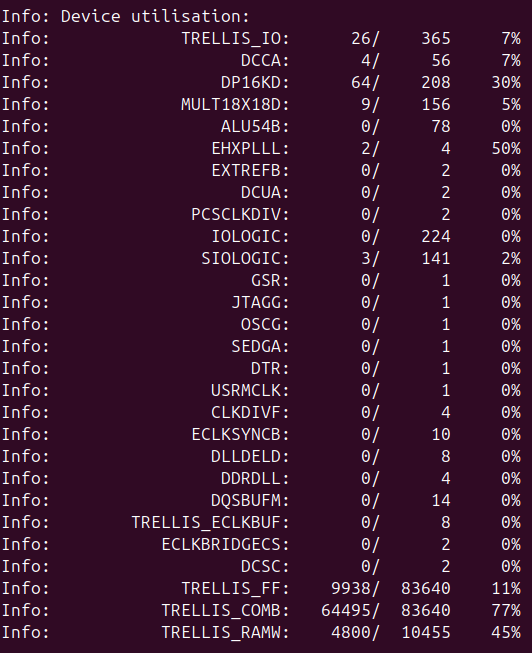 Info: Device utilisation:
Info: TRELLIS_IO: 26/ 365 7%
Info: DCCA: 4/ 56 7%
Info: DP16KD: 64/ 208 30%
Info: MULT18X18D: 9/ 156 5%
Info: ALU54B: 0/ 78 0%
Info: EHXPLLL: 2/ 4 50%
Info: EXTREFB: 0/ 2 0%
Info: DCUA: 0/ 2 0%
Info: PCSCLKDIV: 0/ 2 0%
Info: IOLOGIC: 0/ 224 0%
Info: SIOLOGIC: 3/ 141 2%
Info: GSR: 0/ 1 0%
Info: JTAGG: 0/ 1 0%
Info: OSCG: 0/ 1 0%
Info: SEDGA: 0/ 1 0%
Info: DTR: 0/ 1 0%
Info: USRMCLK: 0/ 1 0%
Info: CLKDIVF: 0/ 4 0%
Info: ECLKSYNCB: 0/ 10 0%
Info: DLLDELD: 0/ 8 0%
Info: DDRDLL: 0/ 4 0%
Info: DQSBUFM: 0/ 14 0%
Info: TRELLIS_ECLKBUF: 0/ 8 0%
Info: ECLKBRIDGECS: 0/ 2 0%
Info: DCSC: 0/ 2 0%
Info: TRELLIS_FF: 9938/ 83640 11%
Info: TRELLIS_COMB: 64495/ 83640 77%
Info: TRELLIS_RAMW: 4800/ 10455 45%